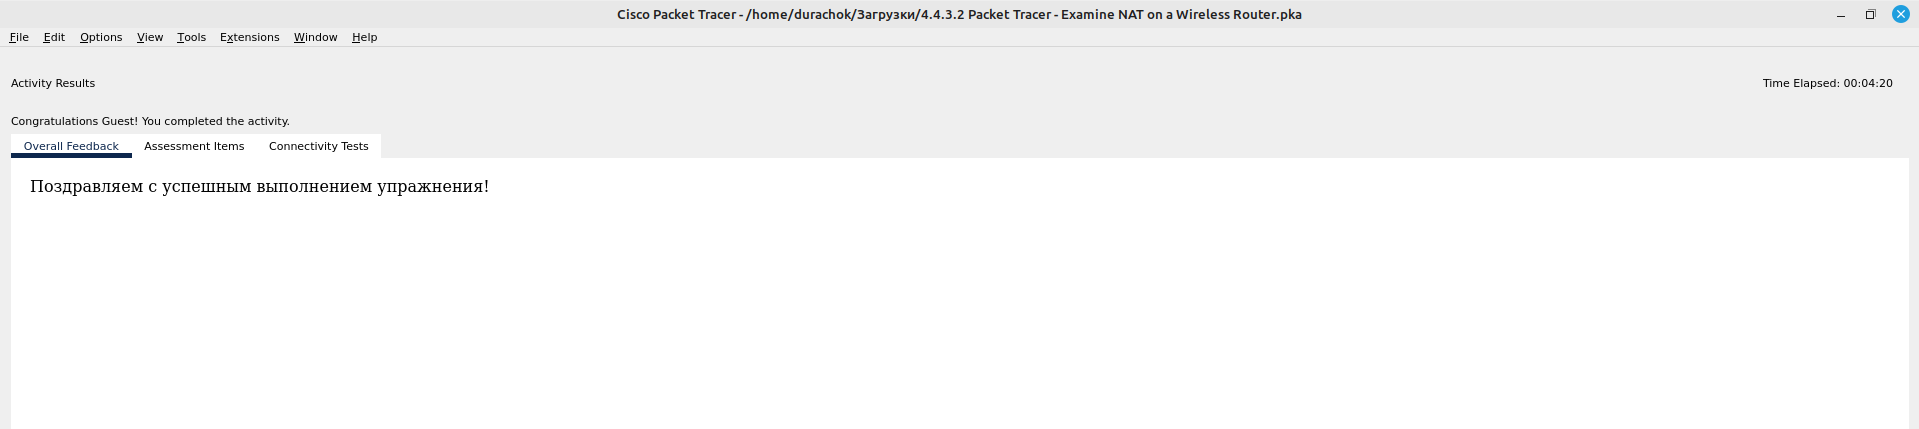 Cisco Packet Tracer - /home/durachok/Загрузки/4.4.3.2 Packet Tracer - Examine NAT on a Wireless Router.pka
File Edit Options View Tools Extensions Window Help
Activity Results Time Elapsed: 00:04:20
Congratulations Guest! You completed the activity.
Overall Feedback Assessment Items Connectivity Tests
Поздравляем с успешным выполнением упражнения!